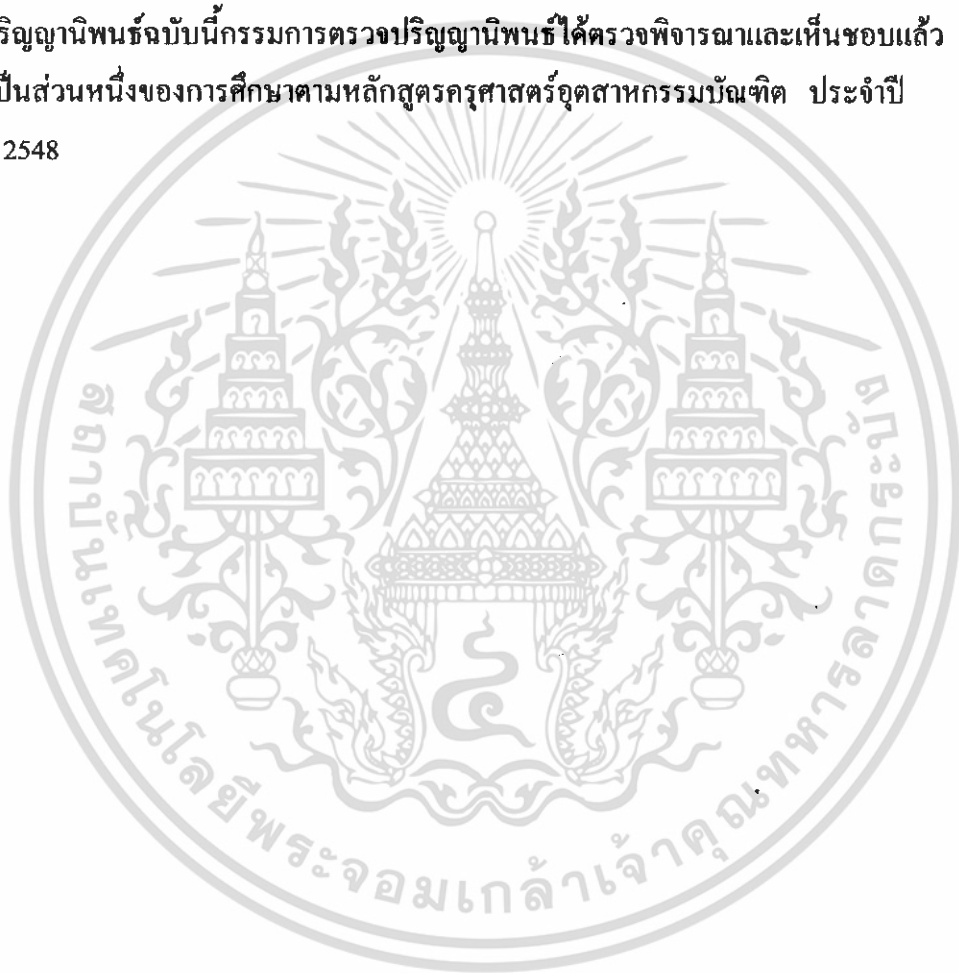 ริญญานิพนธ์ฉบับนี้กรรมการตรวจปริญญานิพนธ์ได้ตรวจพิจารณาและเห็นชอบแล้ว
ป็นส่วนหนึ่งของการศึกษาตามหลักสูตรครุศาสตร์อุตสาหกรรมบัณฑิต ประจำปี
2548
สถาบันเทคโนโลยีพระจอมเกล้าเจ้าคุณทหารลาดกระบัง
๔